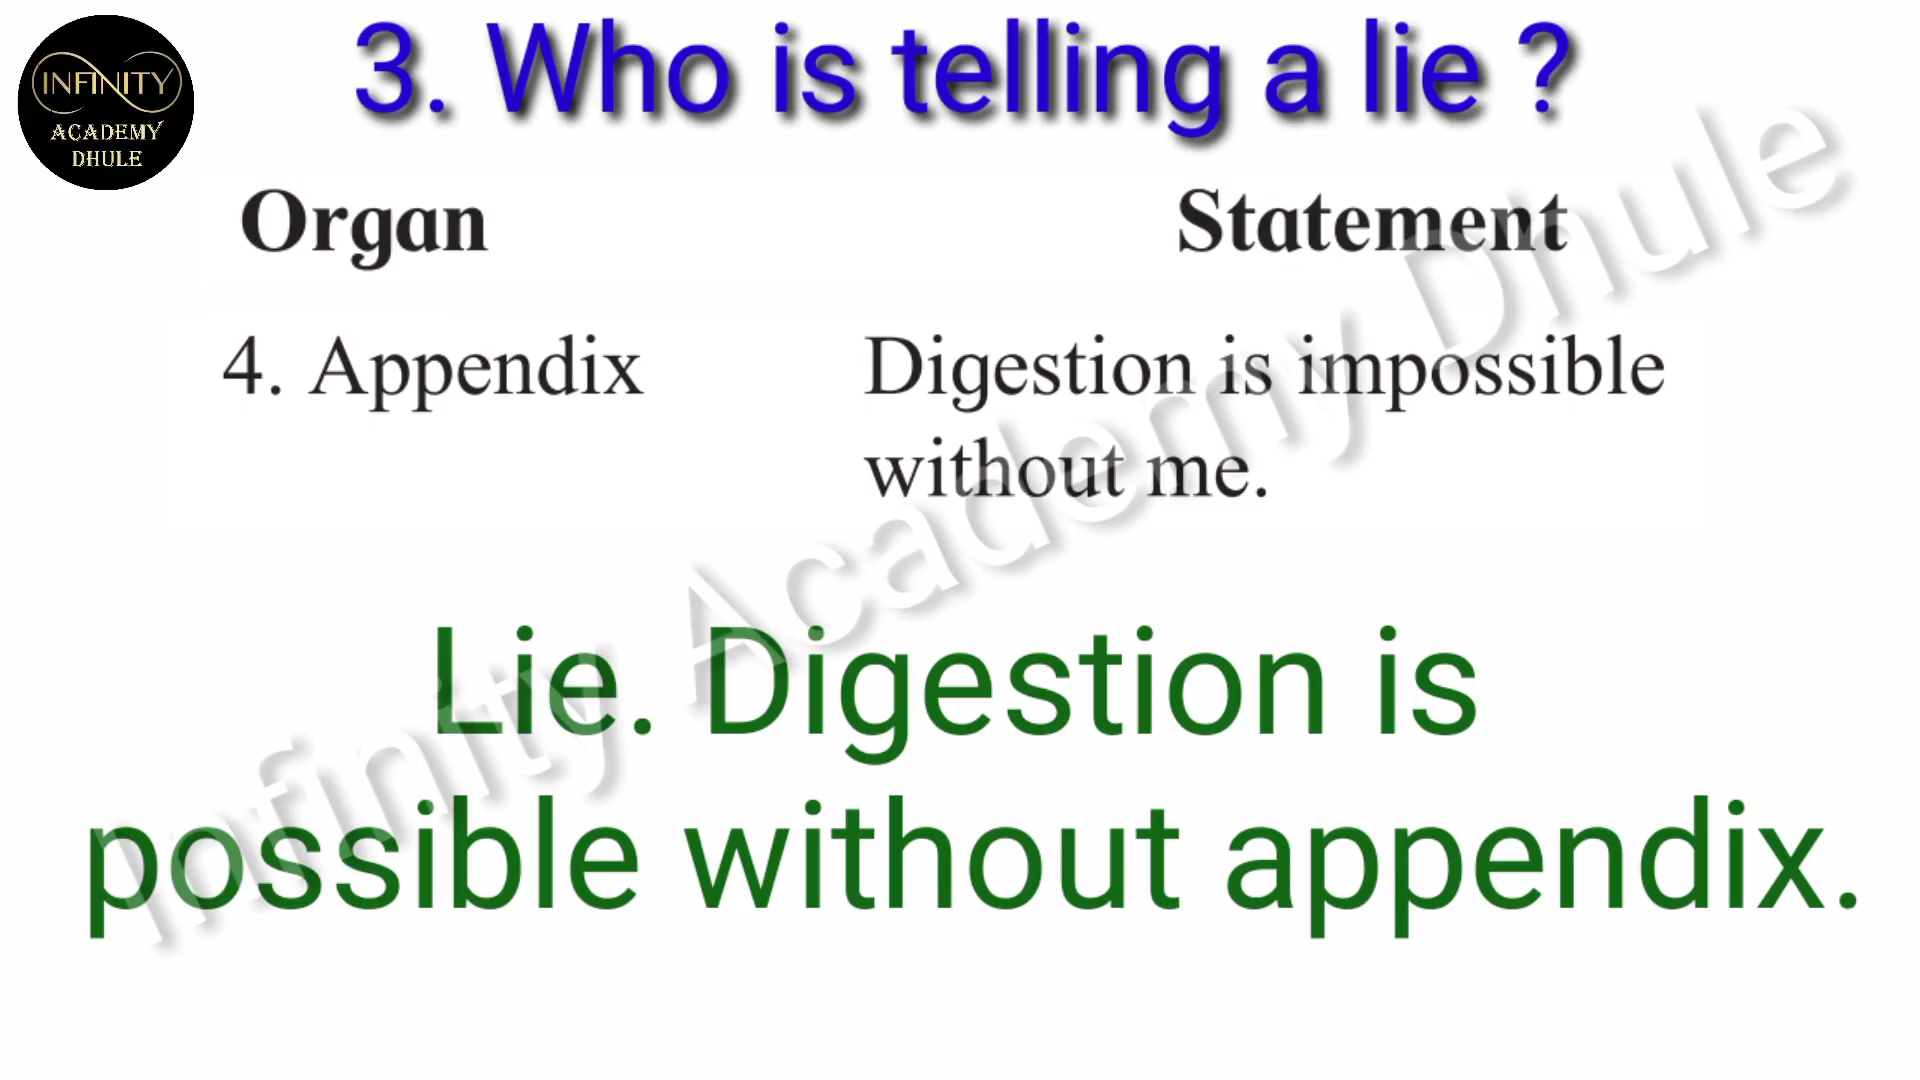 INFINITY
ACADEMY
DHULE
3. Who is telling a lie ?
Organ Statement
4. Appendix Digestion is impossible
without me.
Lie. Digestion is
possible without appendix.
Infinity Academy Dhule